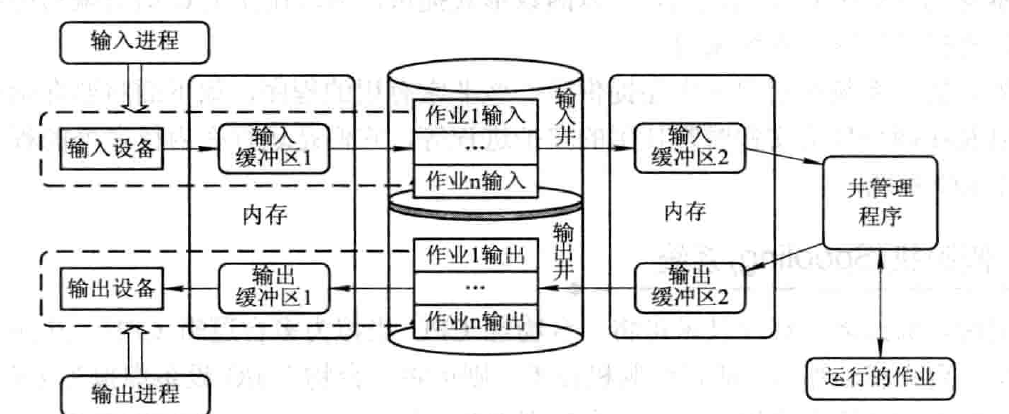 输入进程
输入设备
输入
缓冲区1
内存
作业1输入
…
作业n输入
输入井
输入
缓冲区2
内存
井管理
程序
作业1输出
…
作业n输出
输出井
输出设备
输出
缓冲区1
输出
缓冲区2
输出进程
运行的作业